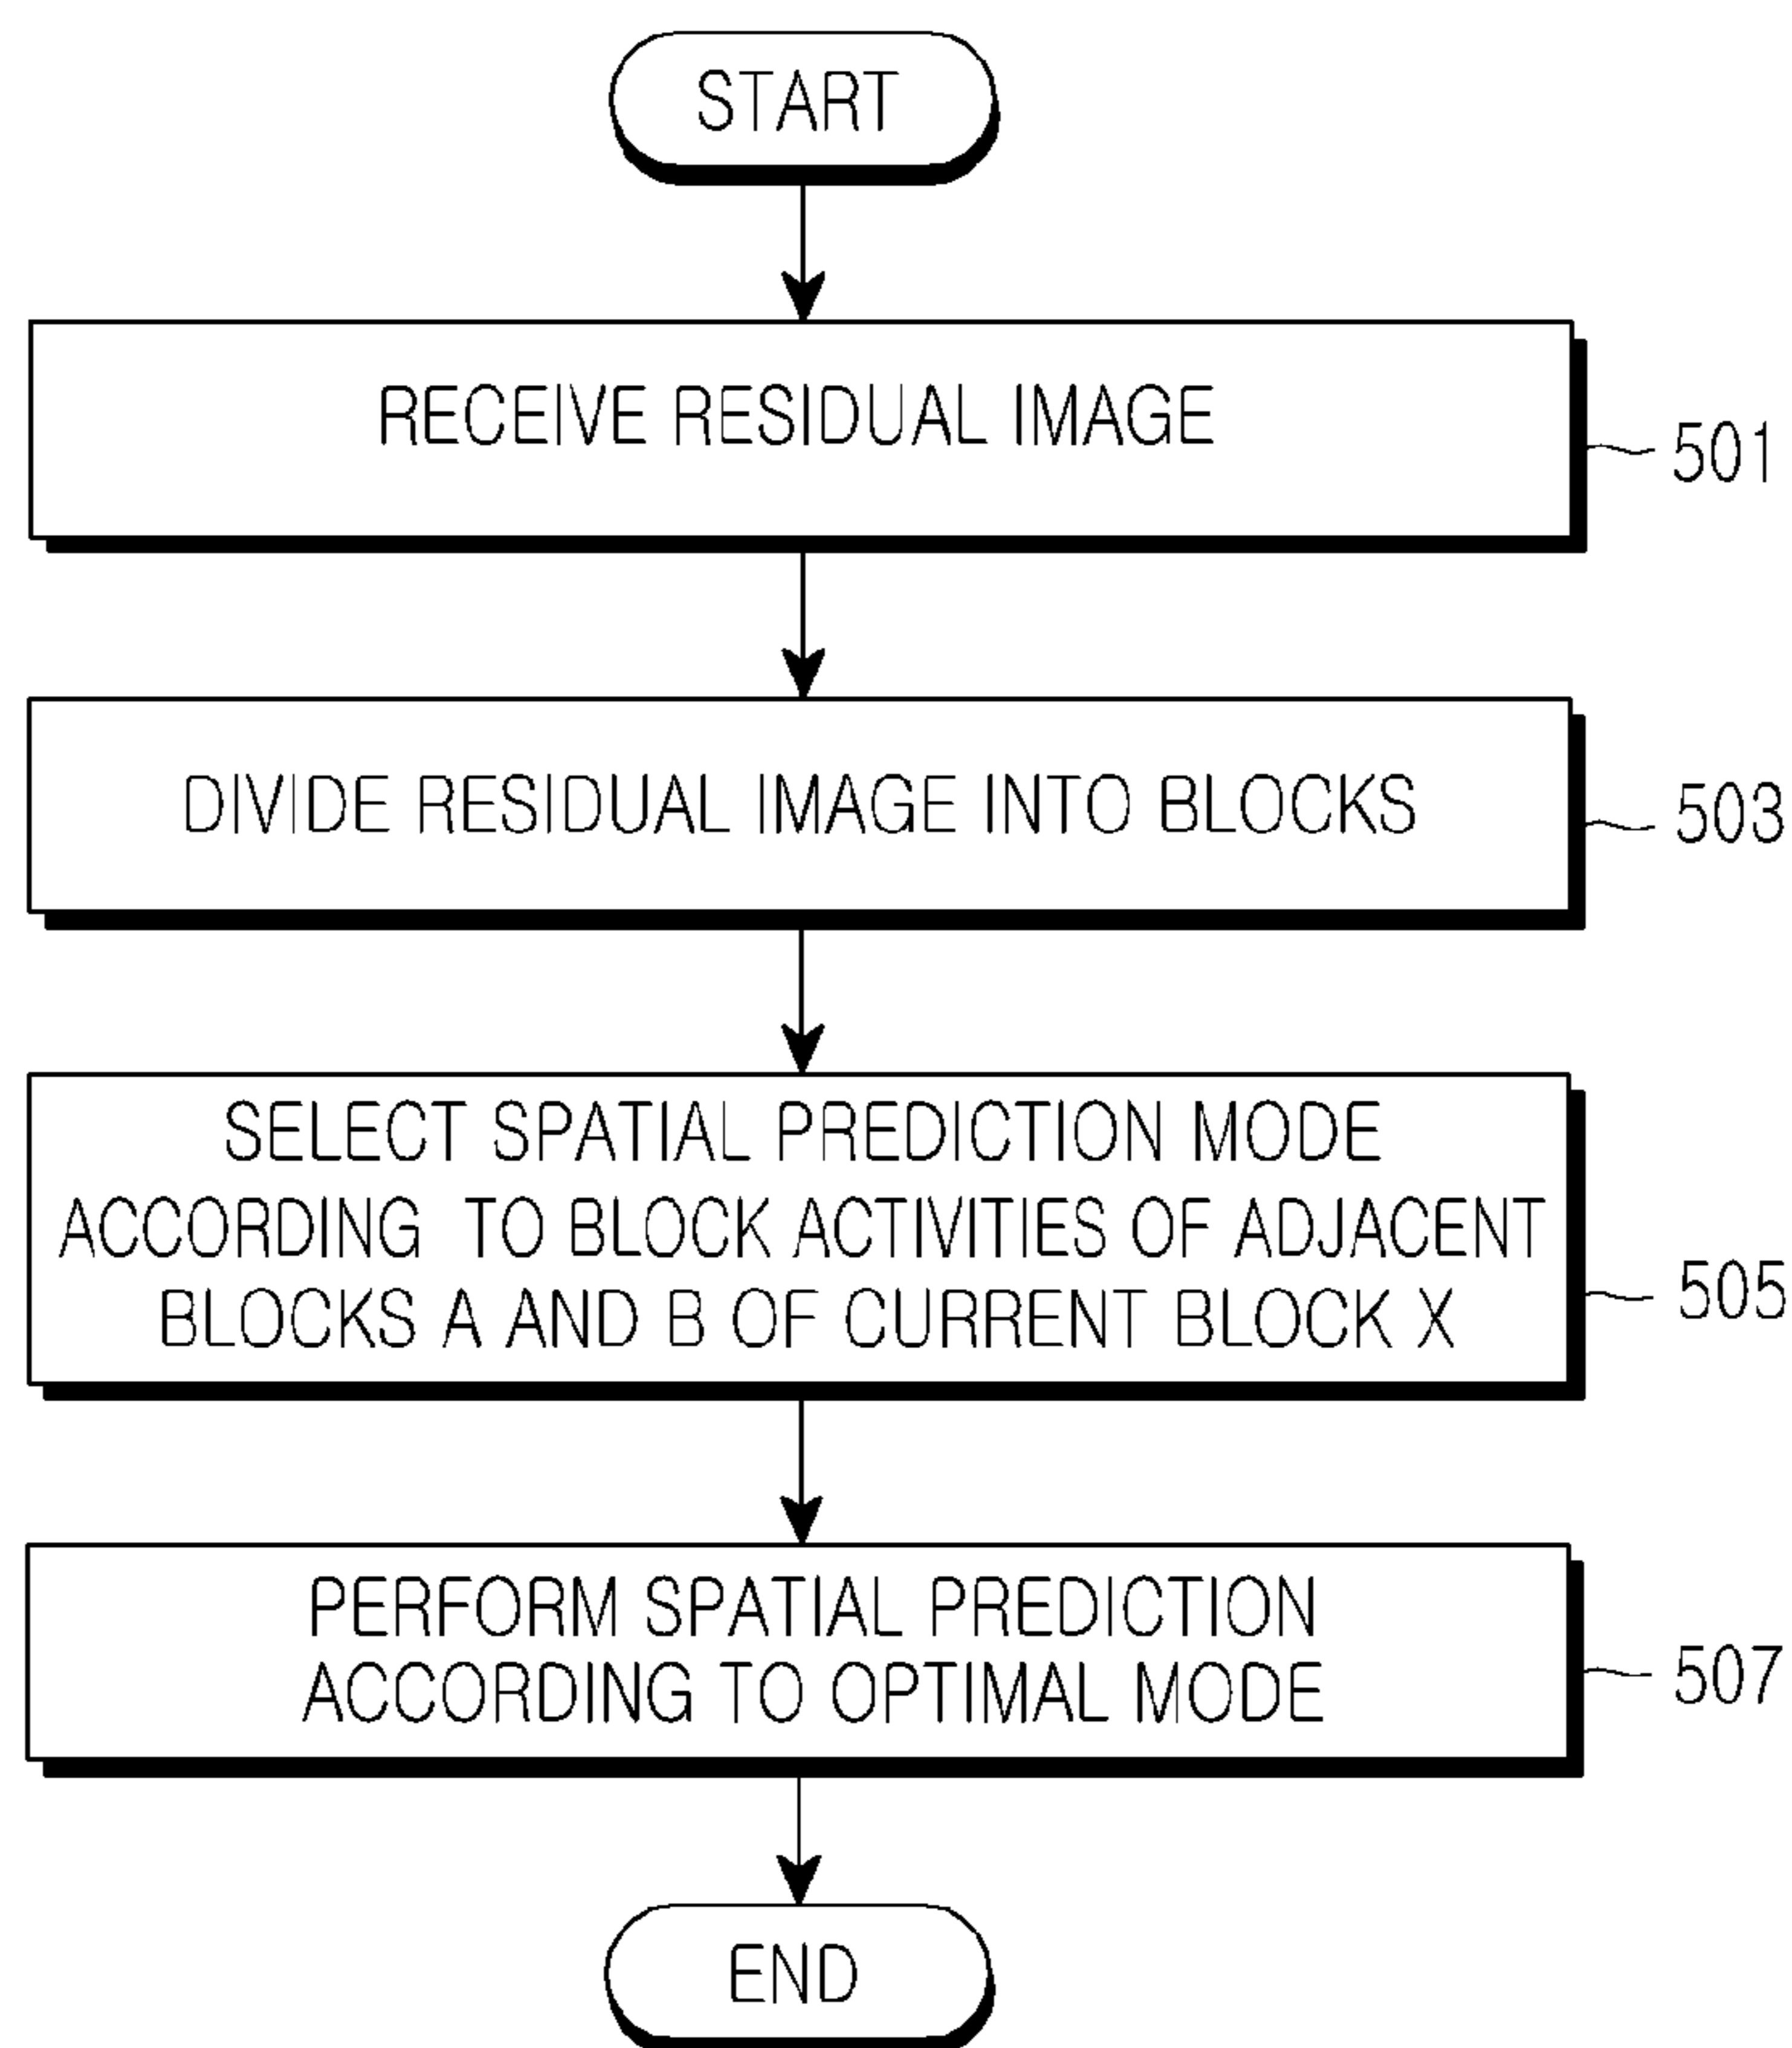 START
RECEIVE RESIDUAL IMAGE
501
DIVIDE RESIDUAL IMAGE INTO BLOCKS
503
SELECT SPATIAL PREDICTION MODE
ACCORDING TO BLOCK ACTIVITIES OF ADJACENT
BLOCKS A AND B OF CURRENT BLOCK X
505
PERFORM SPATIAL PREDICTION
ACCORDING TO OPTIMAL MODE
507
END